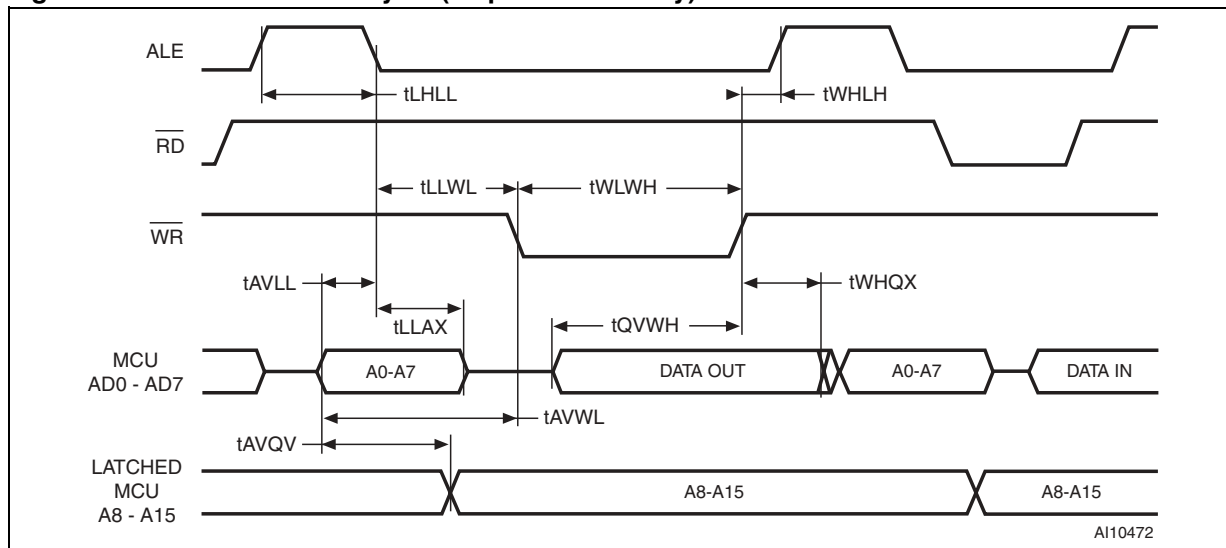 ALE
tLHLL
tWHLH
RD
tLLWL
tWLWH
WR
tAVLL
tWHQX
tLLAX
tQVWH
MCU
AD0 - AD7
A0-A7
DATA OUT
A0-A7
DATA IN
tAVWL
tAVQV
LATCHED
MCU
A8 - A15
A8-A15
A8-A15
AI10472